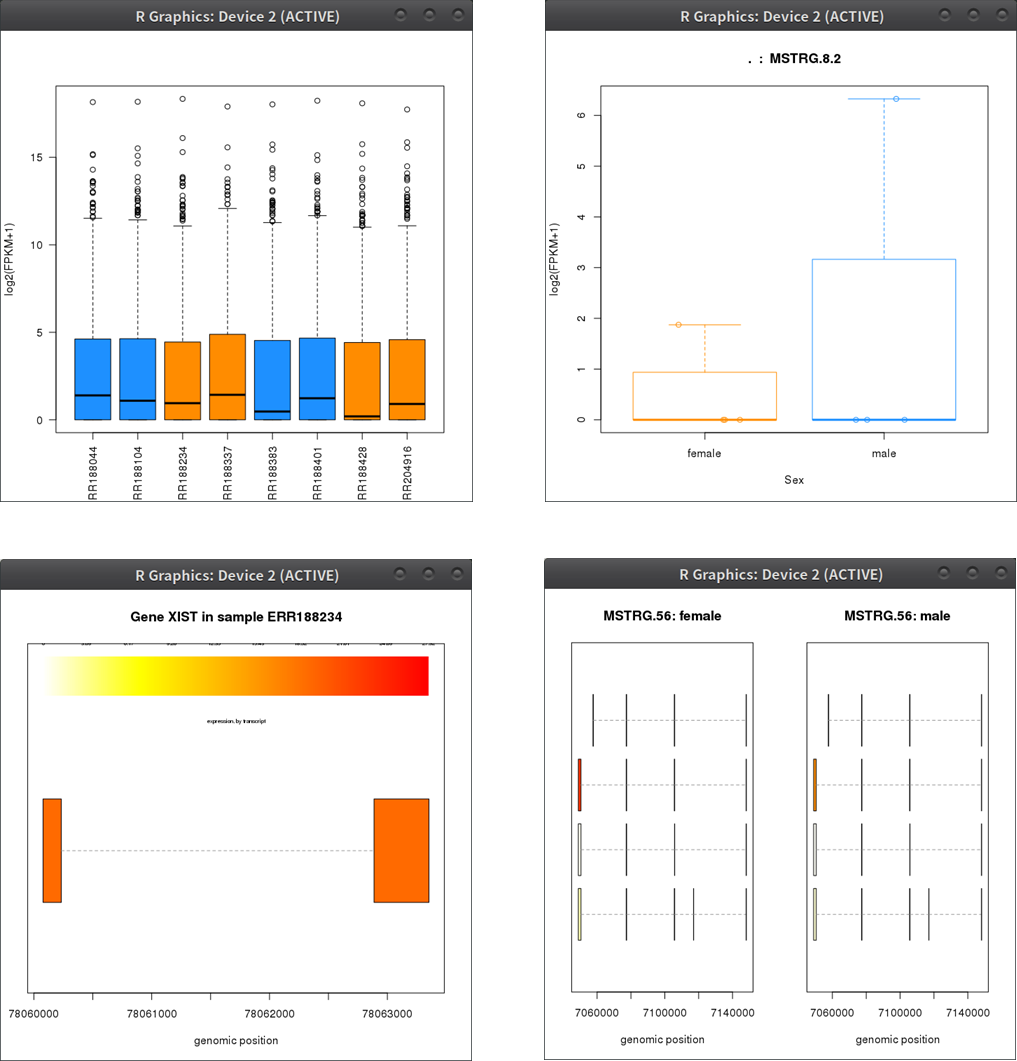 R Graphics: Device 2 (ACTIVE)
log2(FPKM+1)
15
10
5
0
RR188044
RR188104
RR188234
RR188337
RR188383
RR188401
RR188428
RR204916
R Graphics: Device 2 (ACTIVE)
. : MSTRG.8.2
log2(FPKM+1)
6
5
4
3
2
1
0
female male
Sex
R Graphics: Device 2 (ACTIVE)
Gene XIST in sample ERR188234
expression, by transcript
78060000 78061000 78062000 78063000
genomic position
R Graphics: Device 2 (ACTIVE)
MSTRG.56: female MSTRG.56: male
7060000 7100000 7140000 7060000 7100000 7140000
genomic position genomic position